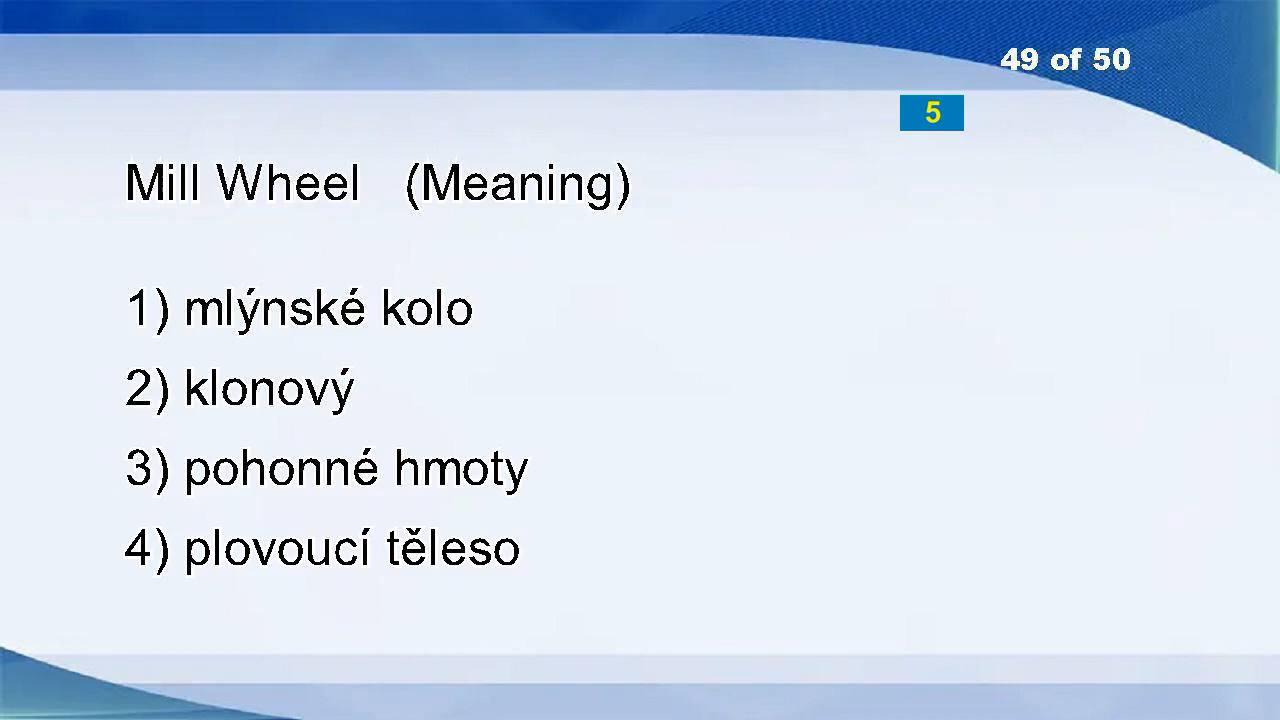 49 of 50
5
Mill Wheel (Meaning)
1) mlýnské kolo
2) klonový
3) pohonné hmoty
4) plovoucí těleso